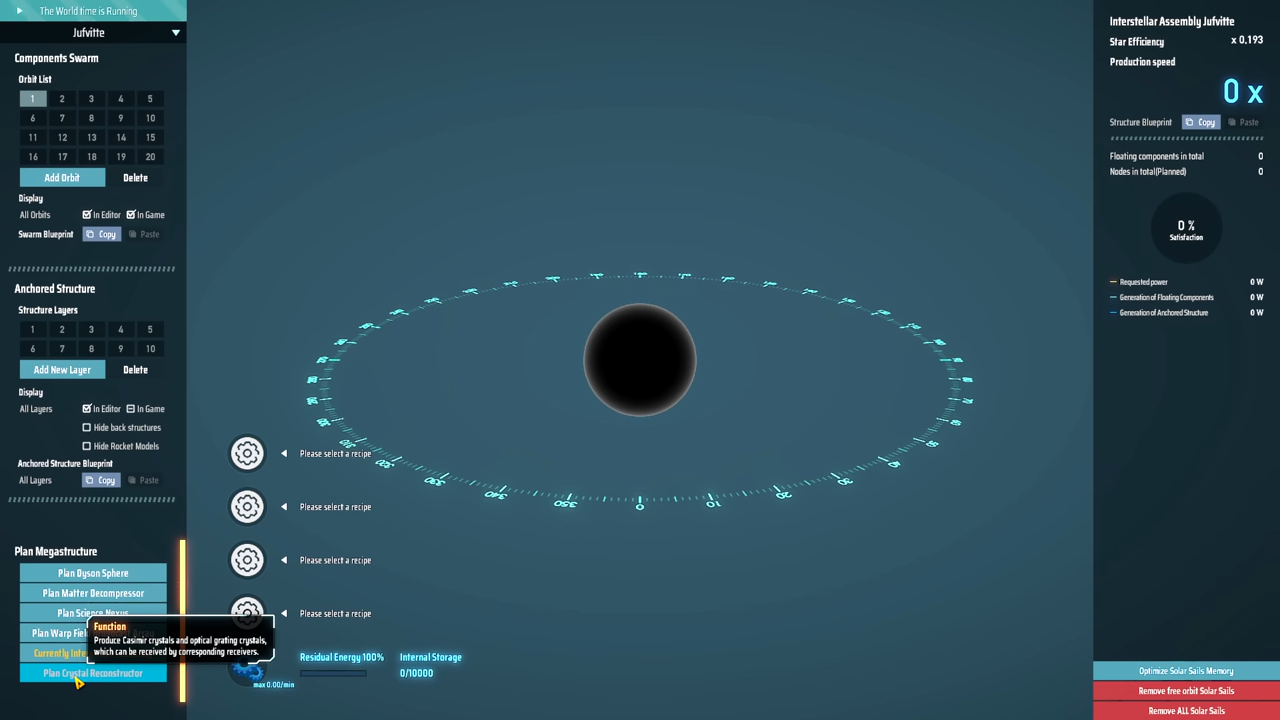 The World time is Running
Jufvitte
Components Swarm
Orbit List
1 2 3 4 5
6 7 8 9 10
11 12 13 14 15
16 17 18 19 20
Add Orbit Delete
Display
All Orbits In Editor In Game
Swarm Blueprint Copy Paste
Anchored Structure
Structure Layers
1 2 3 4 5
6 7 8 9 10
Add New Layer Delete
Display
All Layers In Editor In Game
Hide back structures
Hide Rocket Models
Anchored Structure Blueprint
All Layers Copy Paste
Plan Megastructure
Plan Dyson Sphere
Plan Matter Decompressor
Plan Science Nexus
Plan Warp Fiel
Currently Inte
Plan Crystal Reconstructor
Function
Produce Casimir crystals and optical grating crystals,
which can be received by corresponding receivers.
Please select a recipe
Please select a recipe
Please select a recipe
Please select a recipe
Residual Energy 100% Internal Storage
0/10000
max 0.00/min
340 350 0 10 20 30
Interstellar Assembly Jufvitte
Star Efficiency x 0.193
Production speed
0 x
Structure Blueprint Copy Paste
Floating components in total 0
Nodes in total(Planned) 0
0 %
Satisfaction
Requested power 0 W
Generation of Floating Components 0 W
Generation of Anchored Structure 0 W
Optimize Solar Sails Memory
Remove free orbit Solar Sails
Remove ALL Solar Sails